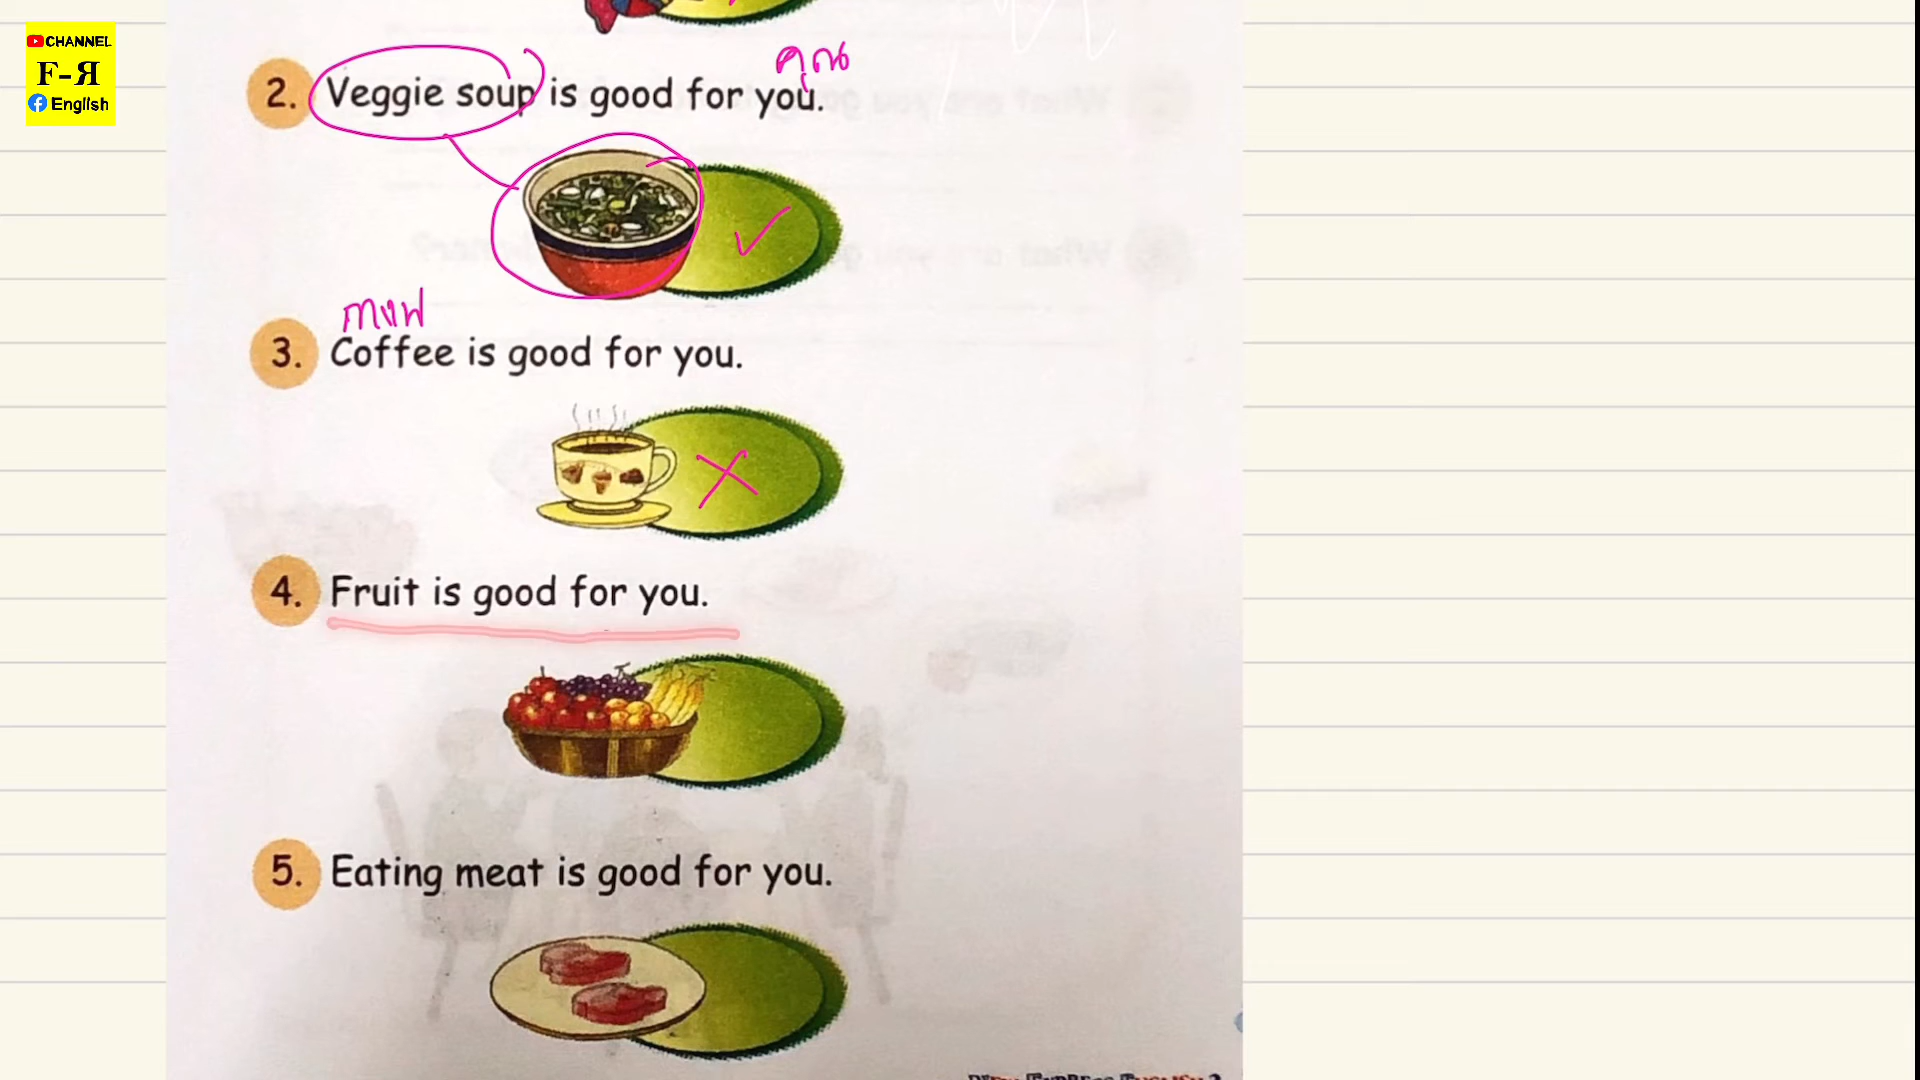 CHANNEL
F-Я
English
คุณ
2. Veggie soup is good for you.
กาแฟ
3. Coffee is good for you.
4. Fruit is good for you.
5. Eating meat is good for you.